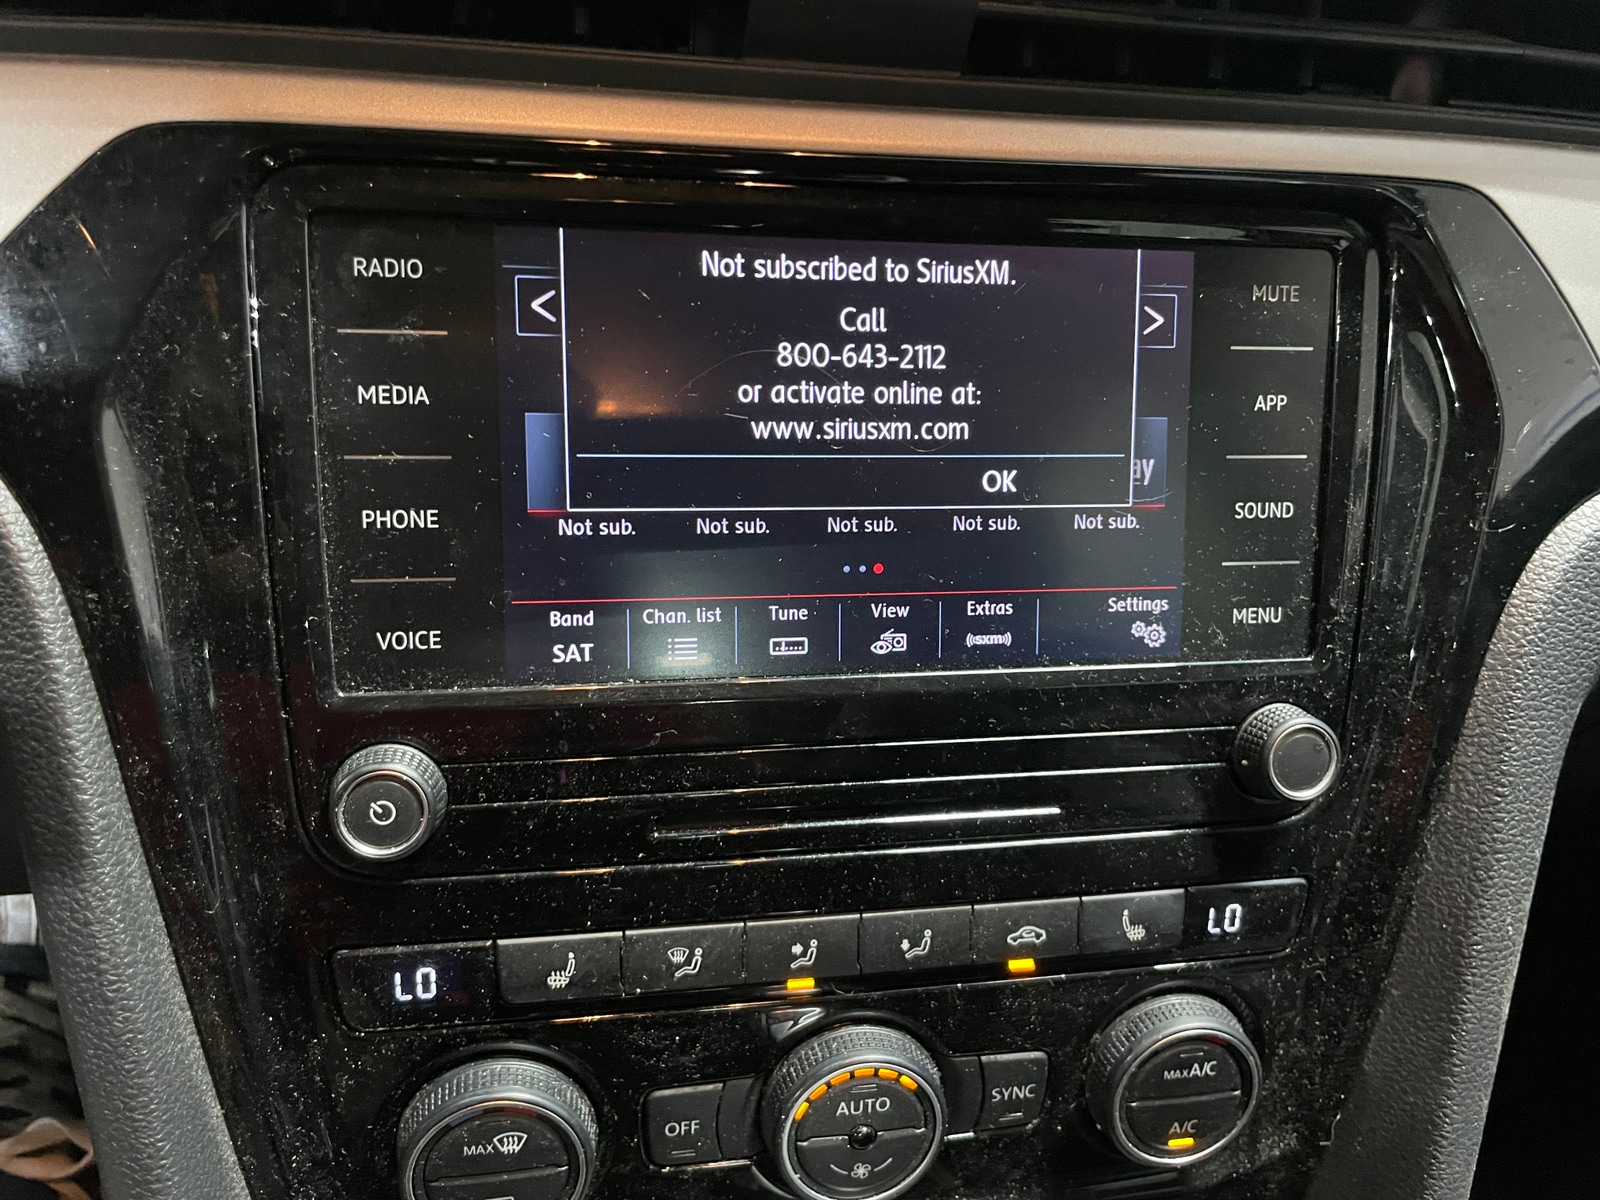 RADIO
MEDIA
PHONE
VOICE
<
Not subscribed to SiriusXM.
Call
800-643-2112
or activate online at:
www.siriusxm.com
OK
>
ay
Not sub. Not sub. Not sub. Not sub. Not sub.
Band
SAT
Chan. list
Tune
View
Extras
((sxm))
Settings
MUTE
APP
SOUND
MENU
LO
LO
MAX
OFF
AUTO
SYNC
MAX A/C
A/C